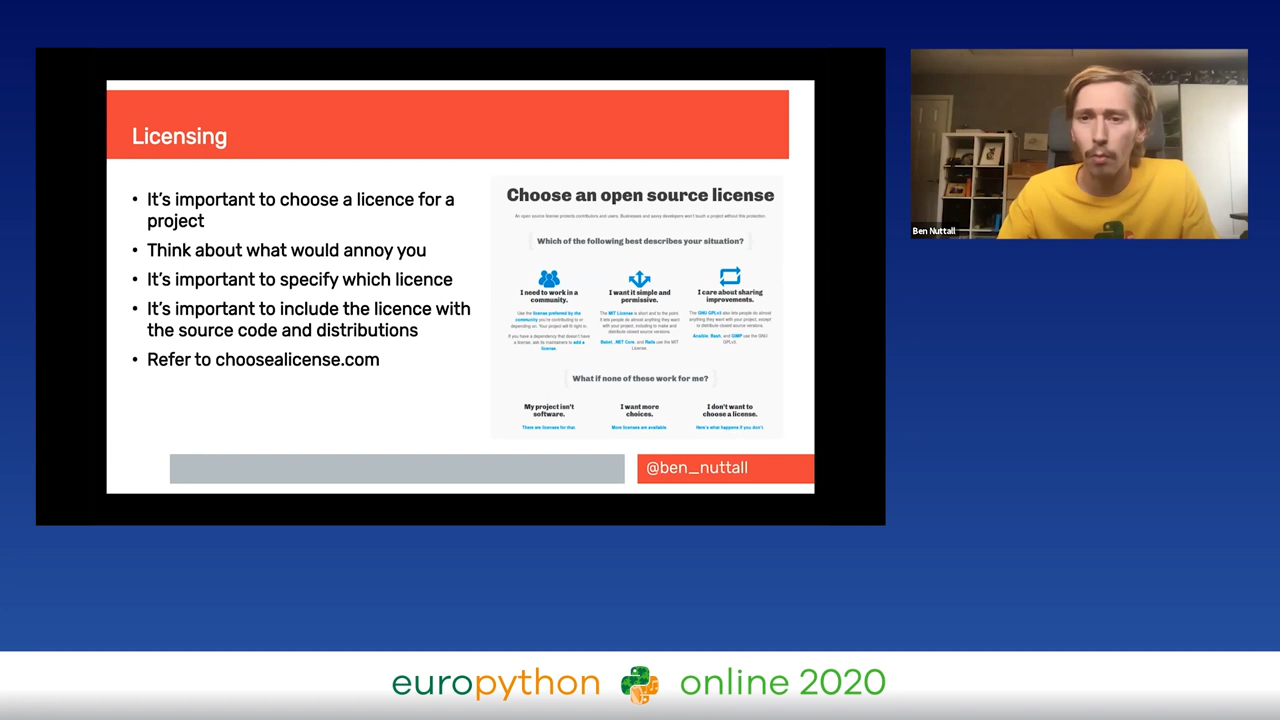 Licensing
• It's important to choose a licence for a
project
• Think about what would annoy you
• It's important to specify which licence
• It's important to include the licence with
the source code and distributions
• Refer to choosealicense.com
Choose an open source license
An open source license protects contributors and users. Businesses and savvy developers won't touch a project without this protection.
Which of the following best describes your situation?
I need to work in a
community.
Use the license preferred by the
community you're contributing to or
depending on. Your project will fit right in.
If you have a dependency that doesn't have
a license, ask its maintainers to add a
license.
I want it simple and
permissive.
The MIT License is short and to the point.
It lets people do almost anything they want
with your project, including to make and
distribute closed source versions.
Babel, .NET Core, and Rails use the MIT
License.
I care about sharing
improvements.
The GNU GPLv3 also lets people do almost
anything they want with your project, except
to distribute closed source versions.
Ansible, Bash, and GIMP use the GNU
GPLv3.
What if none of these work for me?
My project isn't
software.
There are licenses for that.
I want more
choices.
More licenses are available.
I don't want to
choose a license.
Here's what happens if you don't.
@ben_nuttall
Ben Nuttall
europython online 2020